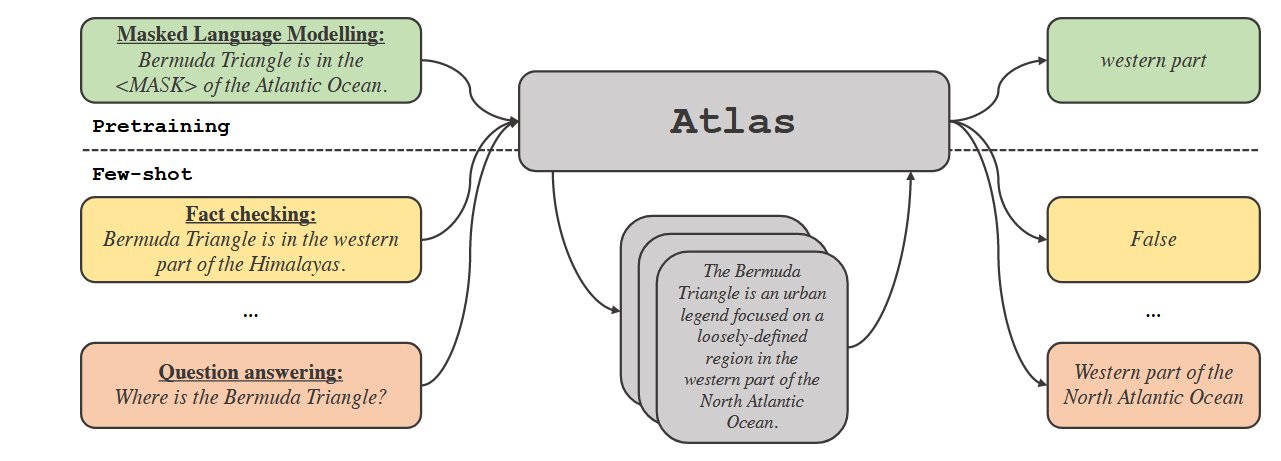 Masked Language Modelling:
Bermuda Triangle is in the
<MASK> of the Atlantic Ocean.
Pretraining
Few-shot
Fact checking:
Bermuda Triangle is in the western
part of the Himalayas.
...
Question answering:
Where is the Bermuda Triangle?
Atlas
The Bermuda
Triangle is an urban
legend focused on a
loosely-defined
region in the
western part of the
North Atlantic
Ocean.
western part
False
...
Western part of the
North Atlantic Ocean